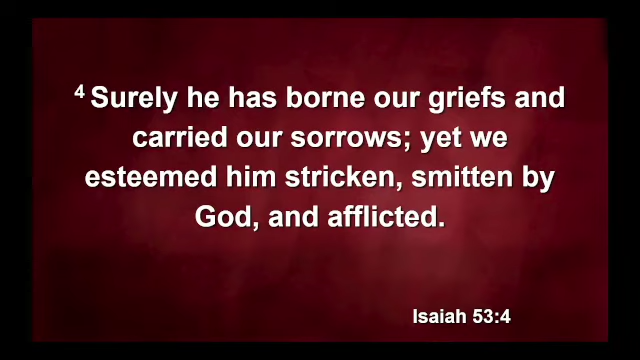 4 Surely he has borne our griefs and
carried our sorrows; yet we
esteemed him stricken, smitten by
God, and afflicted.
Isaiah 53:4